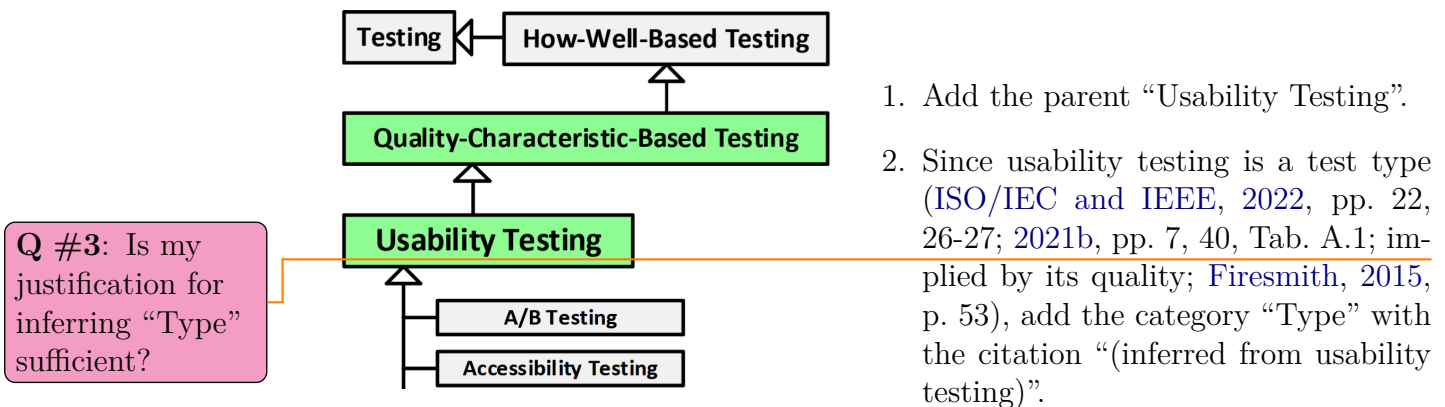 Testing
How-Well-Based Testing
Quality-Characteristic-Based Testing
Usability Testing
A/B Testing
Accessibility Testing
Q #3: Is my
justification for
inferring “Type”
sufficient?
1. Add the parent “Usability Testing”.
2. Since usability testing is a test type
(ISO/IEC and IEEE, 2022, pp. 22,
26-27; 2021b, pp. 7, 40, Tab. A.1; im-
plied by its quality; Firesmith, 2015,
p. 53), add the category “Type” with
the citation “(inferred from usability
testing)”.